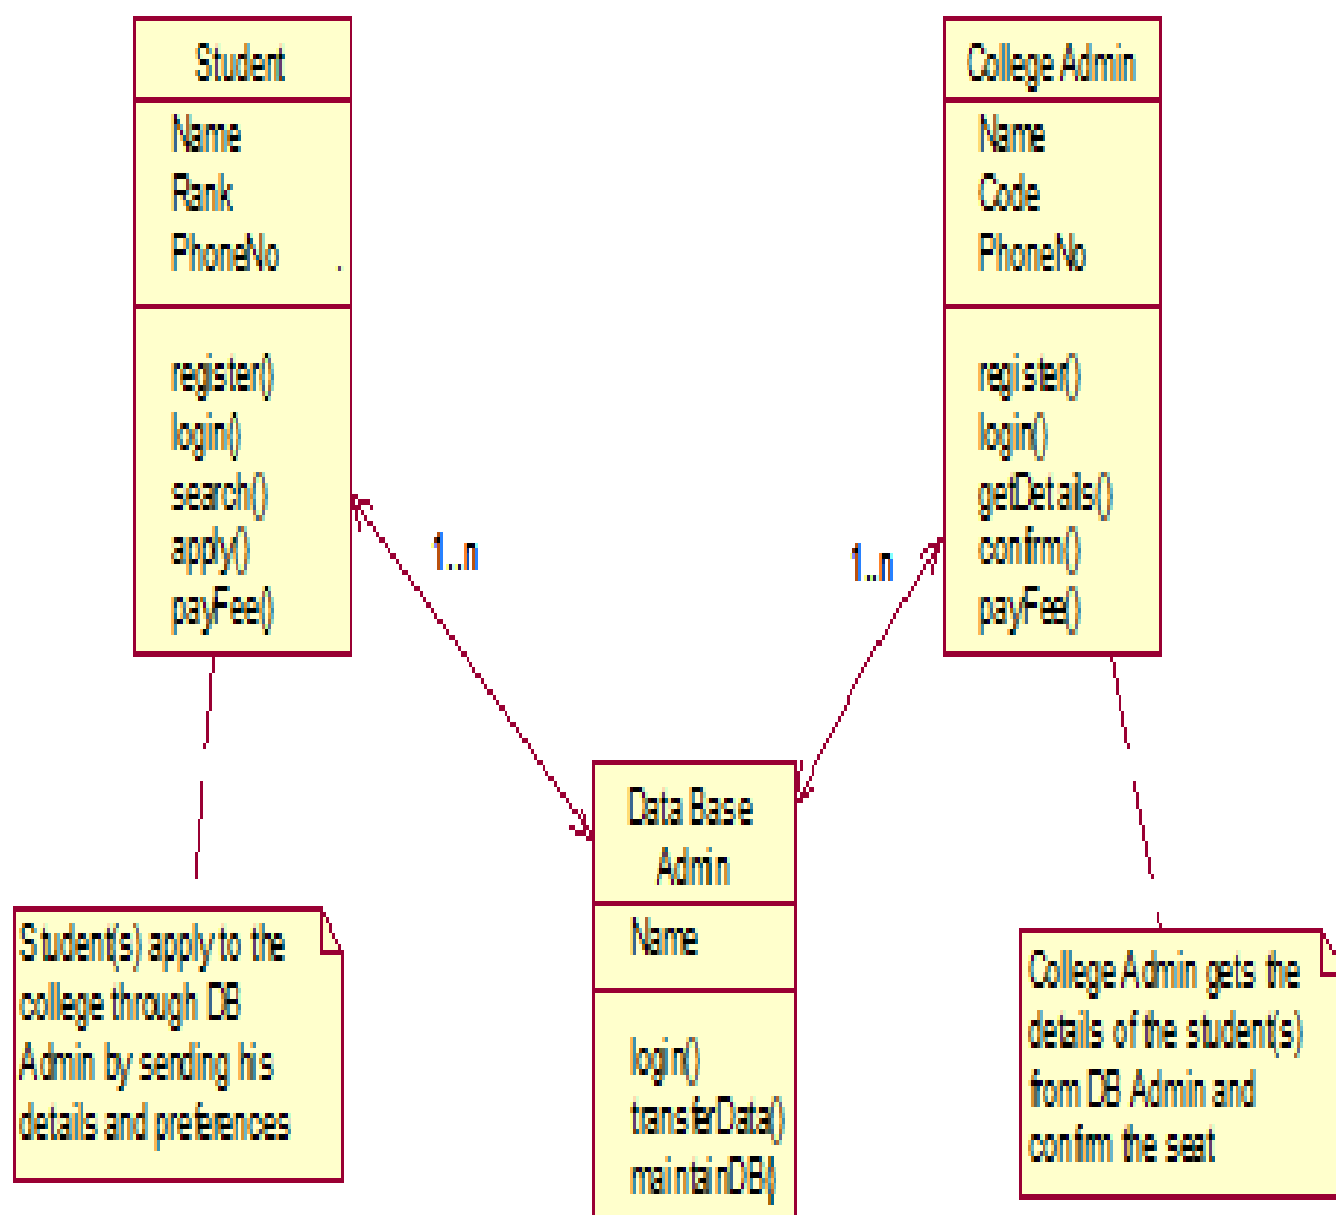 Student
Name
Rank
PhoneNo
register()
login()
search()
apply()
payFee()
College Admin
Name
Code
PhoneNo
register()
login()
getDetails()
confirm()
payFee()
1..n
1..n
Data Base
Admin
Name
login()
transferData()
maintainDB()
Student(s) apply to the
college through DB
Admin by sending his
details and preferences
College Admin gets the
details of the student(s)
from DB Admin and
confirm the seat